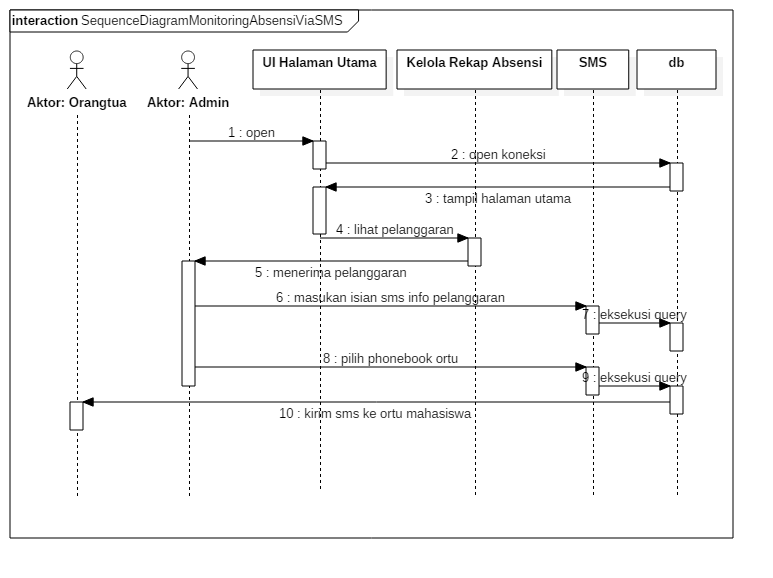 interaction SequenceDiagramMonitoringAbsensiViaSMS
Aktor: Orangtua
Aktor: Admin
UI Halaman Utama
Kelola Rekap Absensi
SMS
db
1 : open
2 : open koneksi
3 : tampil halaman utama
4 : lihat pelanggaran
5 : menerima pelanggaran
6 : masukan isian sms info pelanggaran
7 : eksekusi query
8 : pilih phonebook ortu
9 : eksekusi query
10 : kirim sms ke ortu mahasiswa